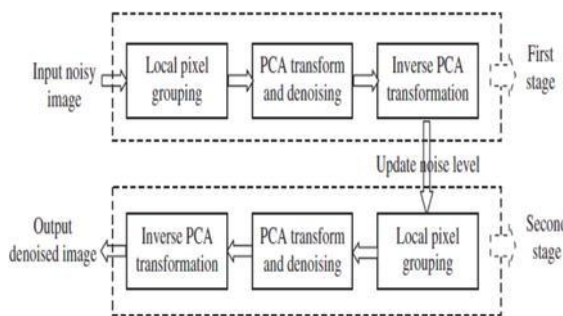 Input noisy
image
Local pixel
grouping
PCA transform
and denoising
Inverse PCA
transformation
First
stage
Update noise level
Output
denoised image
Inverse PCA
transformation
PCA transform
and denoising
Local pixel
grouping
Second
stage